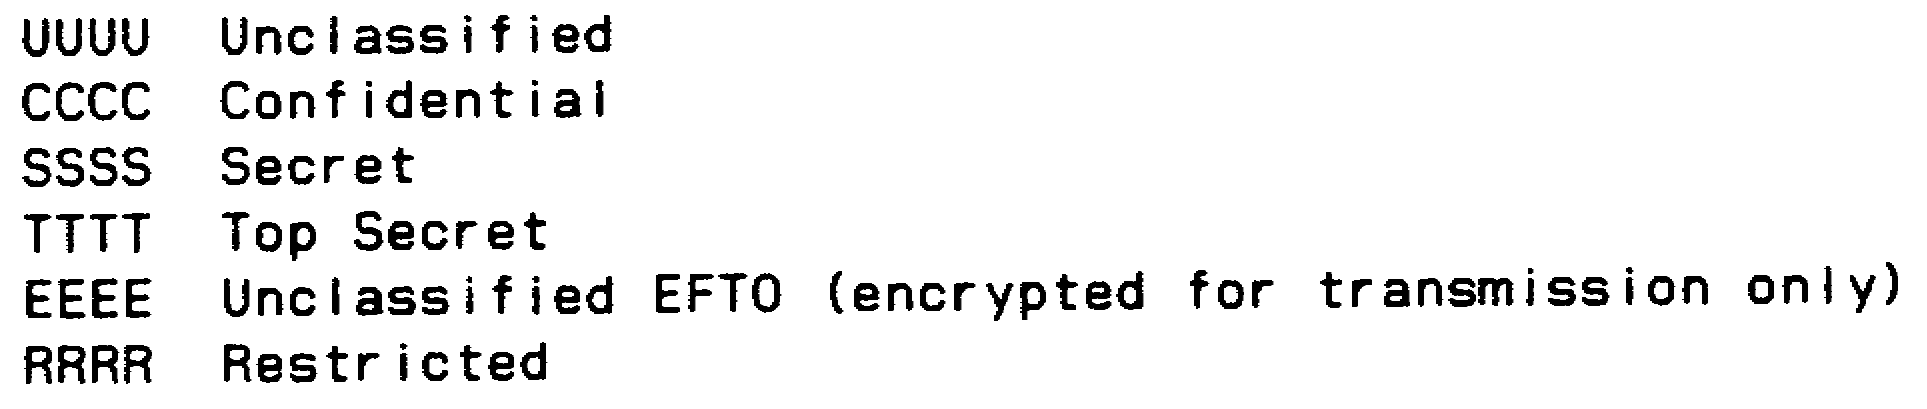 UUUU Unclassified
CCCC Confidential
SSSS Secret
TTTT Top Secret
EEEE Unclassified EFTO (encrypted for transmission only)
RRRR Restricted